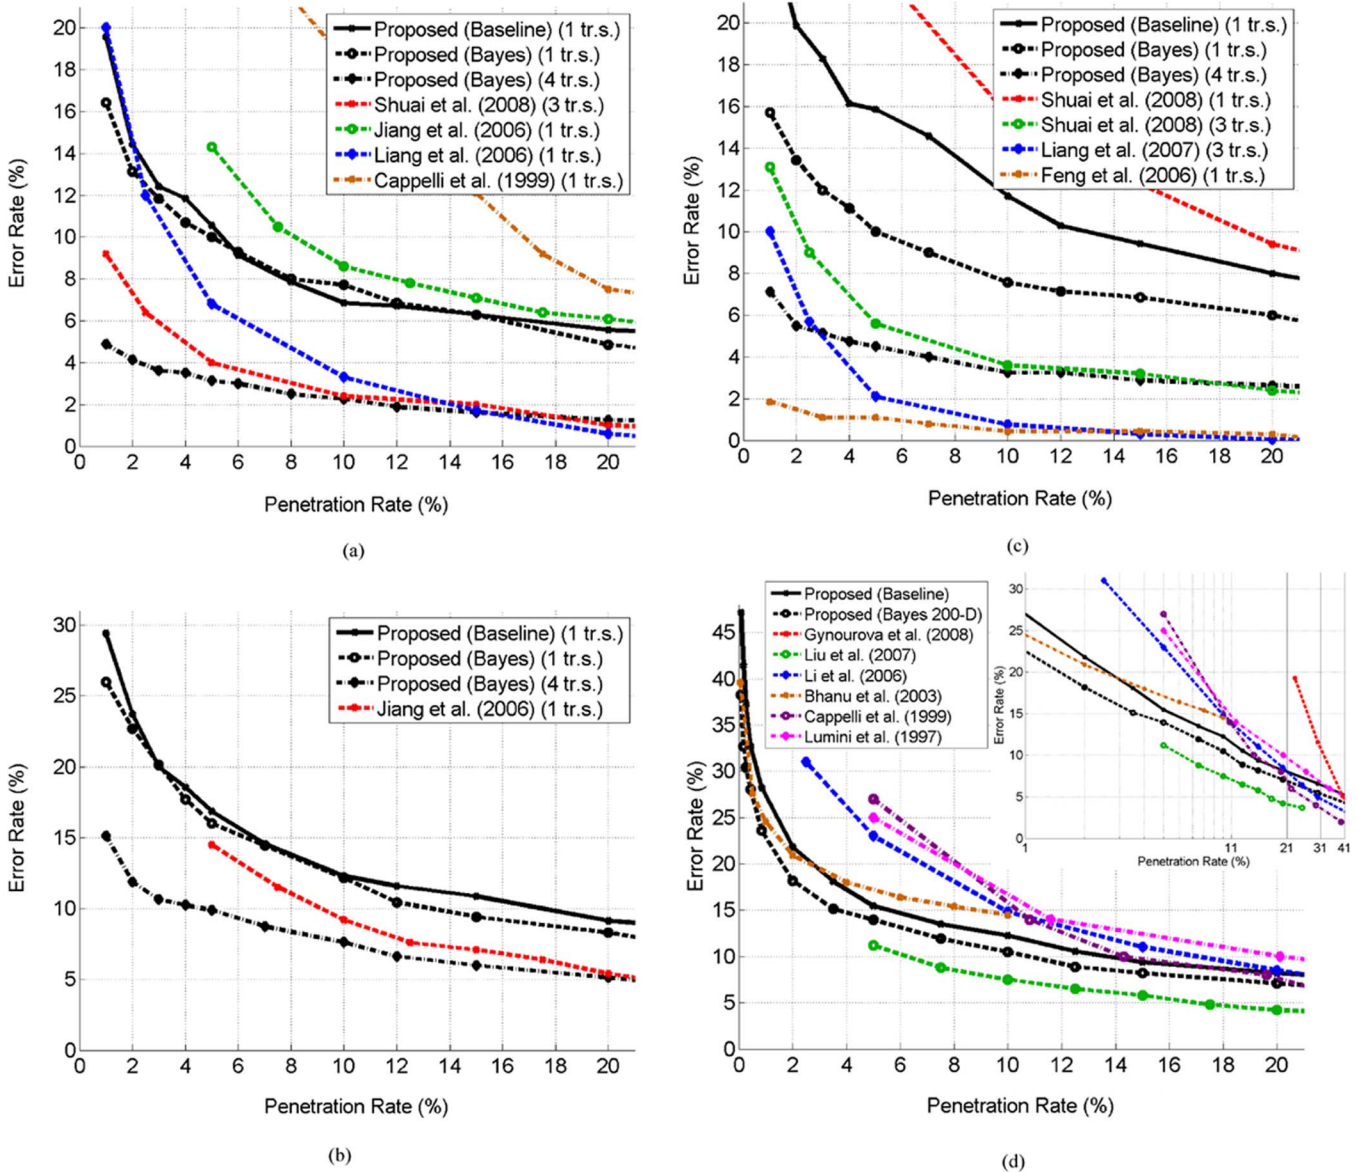 20
18
16
14
12
10
8
6
4
2
0
Error Rate (%)
Proposed (Baseline) (1 tr.s.)
Proposed (Bayes) (1 tr.s.)
Proposed (Bayes) (4 tr.s.)
Shuai et al. (2008) (3 tr.s.)
Jiang et al. (2006) (1 tr.s.)
Liang et al. (2006) (1 tr.s.)
Cappelli et al. (1999) (1 tr.s.)
0 2 4 6 8 10 12 14 16 18 20
Penetration Rate (%)
(a)
20
18
16
14
12
10
8
6
4
2
0
Error Rate (%)
Proposed (Baseline) (1 tr.s.)
Proposed (Bayes) (1 tr.s.)
Proposed (Bayes) (4 tr.s.)
Shuai et al. (2008) (1 tr.s.)
Shuai et al. (2008) (3 tr.s.)
Liang et al. (2007) (3 tr.s.)
Feng et al. (2006) (1 tr.s.)
0 2 4 6 8 10 12 14 16 18 20
Penetration Rate (%)
(c)
30
25
20
15
10
5
0
Error Rate (%)
Proposed (Baseline) (1 tr.s.)
Proposed (Bayes) (1 tr.s.)
Proposed (Bayes) (4 tr.s.)
Jiang et al. (2006) (1 tr.s.)
0 2 4 6 8 10 12 14 16 18 20
Penetration Rate (%)
(b)
45
40
35
30
25
20
15
10
5
0
Error Rate (%)
Proposed (Baseline)
Proposed (Bayes 200-D)
Gynourova et al. (2008)
Liu et al. (2007)
Li et al. (2006)
Bhanu et al. (2003)
Cappelli et al. (1999)
Lumini et al. (1997)
30
25
20
15
10
5
0
Error Rate (%)
1 11 21 31 41
Penetration Rate (%)
0 2 4 6 8 10 12 14 16 18 20
Penetration Rate (%)
(d)